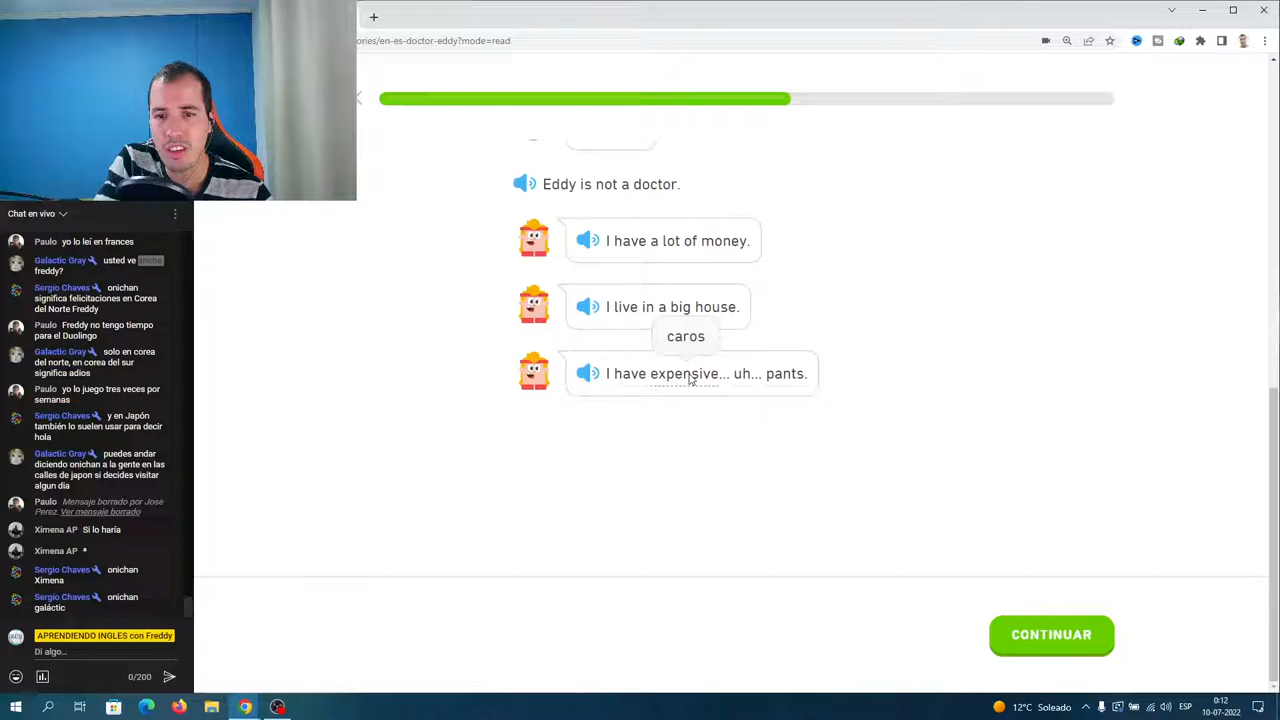 ories/en-es-doctor-eddy?mode=read
Chat en vivo
Paulo yo lo leí en frances
Galactic Gray usted ve anime
freddy?
Sergio Chaves onichan
significa felicitaciones en Corea
del Norte Freddy
Paulo Freddy no tengo tiempo
para el Duolingo
Galactic Gray solo en corea
del norte, en corea del sur
significa adios
Paulo yo juego tres veces por
semanas
Sergio Chaves y en Japón
también lo suelen usar para decir
hola
Galactic Gray puedes andar
diciendo onichan a la gente en las
calles de japon si decides visitar
algun dia
Paulo Mensaje borrado por Jose
Perez. Ver mensaje borrado
Ximena AP Si lo haría
Ximena AP *
Sergio Chaves onichan
Ximena
Sergio Chaves onichan
galáctic
APRENDIENDO INGLES con Freddy
Di algo...
0/200
Eddy is not a doctor.
I have a lot of money.
I live in a big house.
caros
I have expensive... uh... pants.
CONTINUAR
12°C Soleado
ESP
0:12
10-07-2022